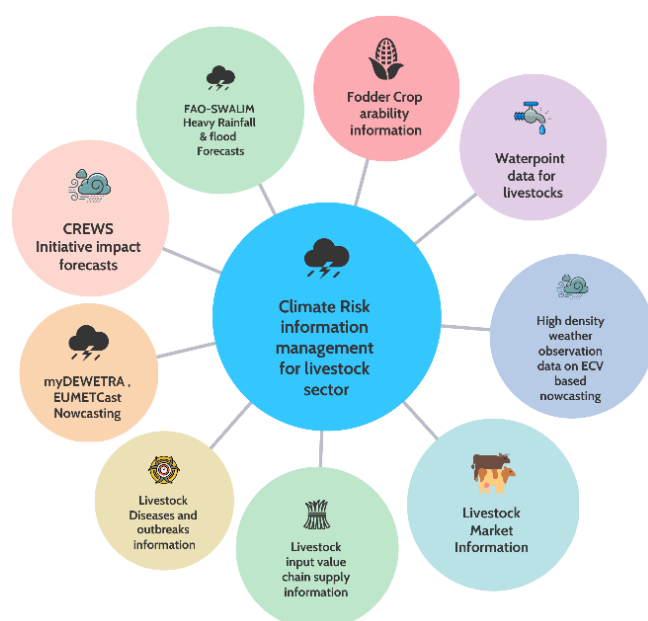 FAO-SWALIM
Heavy Rainfall
& flood
Forecasts
Fodder Crop
arability
information
Waterpoint
data for
livestocks
CREWS
Initiative impact
forecasts
Climate Risk
information
management
for livestock
sector
High density
weather
observation
data on ECV
based
nowcasting
myDEWETRA ,
EUMETCast
Nowcasting
Livestock
Diseases and
outbreaks
information
Livestock
input value
chain supply
information
Livestock
Market
Information